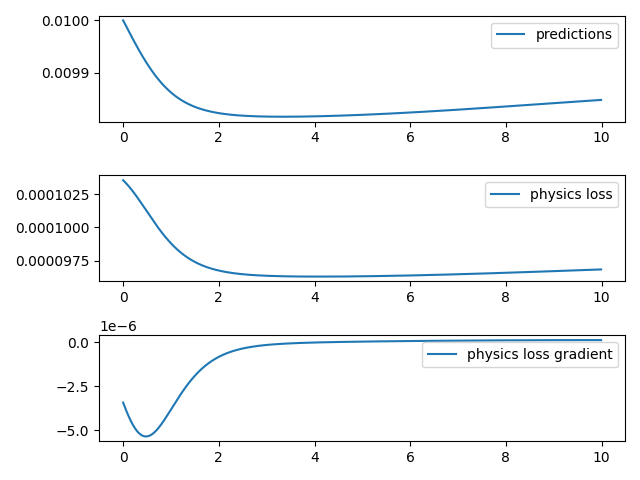 0.0100
0.0099
predictions
0 2 4 6 8 10
0.0001025
0.0001000
0.0000975
physics loss
0 2 4 6 8 10
1e−6
0.0
−2.5
−5.0
physics loss gradient
0 2 4 6 8 10